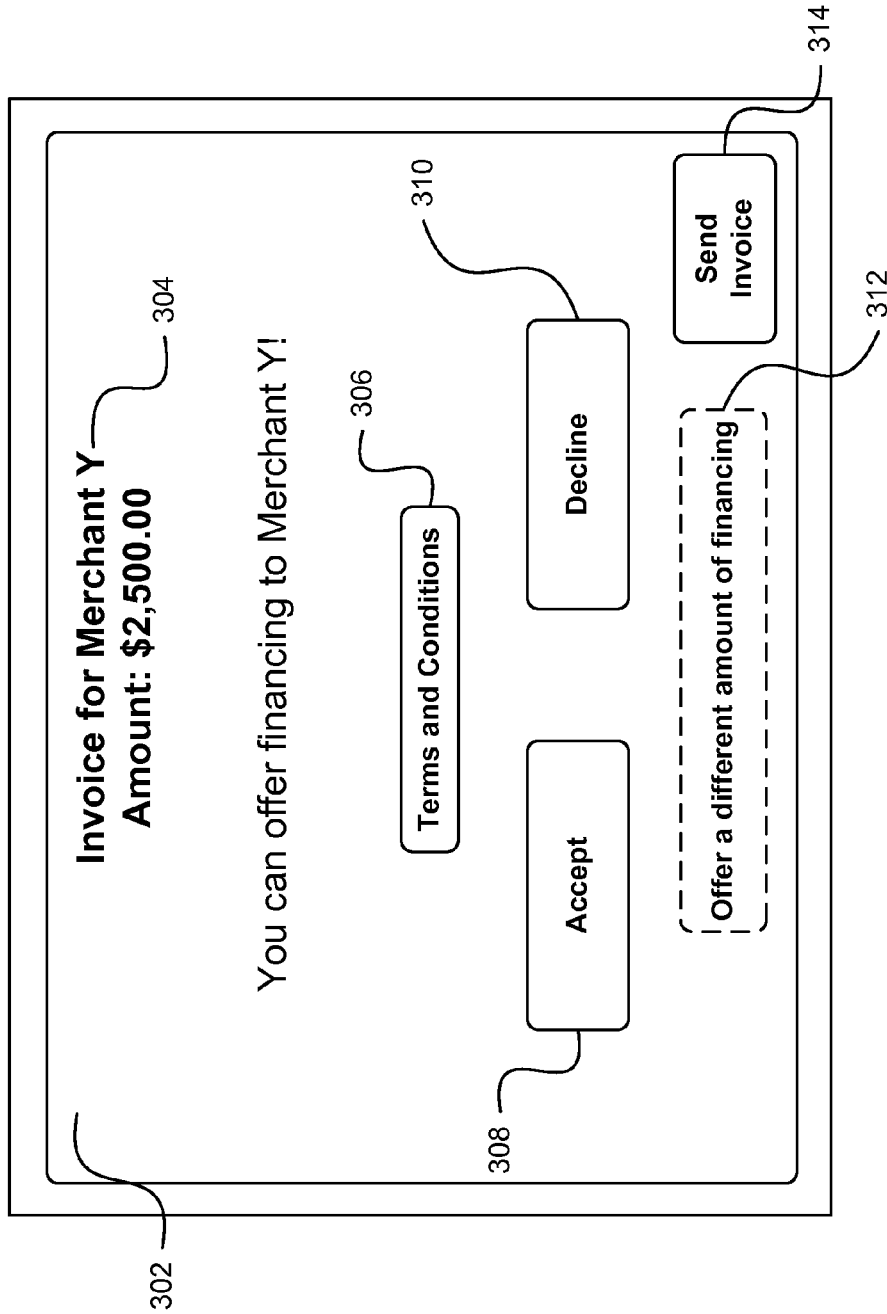 Invoice for Merchant Y
Amount: $2,500.00
304
You can offer financing to Merchant Y!
306
Terms and Conditions
310
Accept
Decline
308
Offer a different amount of financing
Send
Invoice
312
314
302